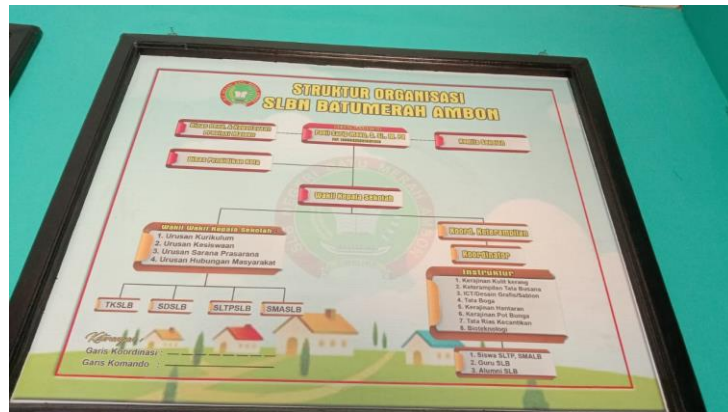 STRUKTUR ORGANISASI
SLBN BATUMERAH AMBON
Provinsi Maluku
Komite Sekolah
Dinas Pendidikan Kota
Wakil Kepala Sekolah
Wakil-Wakil Kepala Sekolah
1. Urusan Kurikulum
2. Urusan Kesiswaan
3. Urusan Sarana Prasarana
4. Urusan Hubungan Masyarakat
Koord. Keterampilan
Koordinator
Instruktur
1. Kerajinan Kulit kerang
2. Keterampilan Tata Busana
3. ICT/Desain Grafis/Sablon
4. Tata Boga
5. Kerajinan Hantaran
6. Kerajinan Pot Bunga
7. Tata Rias Kecantikan
8. Bioteknologi
TKSLB
SDSLB
SLTPSLB
SMASLB
1. Siswa SLTP, SMALB
2. Guru SLB
3. Alumni SLB
Keterangan :
Garis Koordinasi :
Garis Komando :